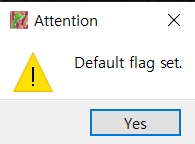 Attention
Default flag set.
Yes